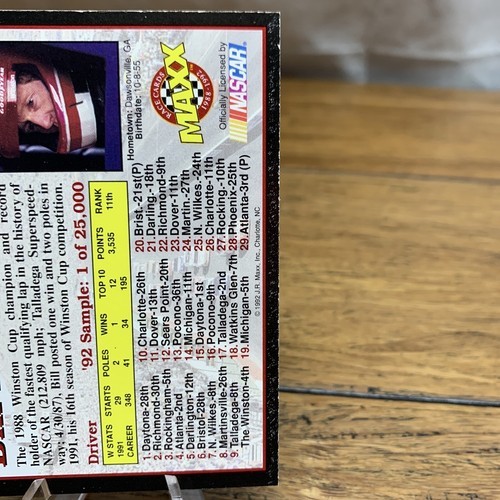 The 1988 Winston Cup champion and record
holder of the fastest qualifying lap in the history of
NASCAR (212.809 mph; Talladega Superspeed-
way; 4/30/87), Bill posted one win and two poles in
1991, his 16th season of Winston Cup competition.
Driver '92 Sample: 1 of 25,000
W STATS STARTS POLES WINS TOP 10 POINTS RANK
1991 29 2 1 12 3,535 11th
CAREER 348 41 34 195
1. Daytona-28th
2. Richmond-30th
3. Rockingham-5th
4. Atlanta-2nd
5. Darlington-12th
6. Bristol-28th
7. N. Wilkes.-8th
8. Martinsville-26th
9. Talladega-8th
The Winston-4th
10. Charlotte-26th
11. Dover-13th
12. Sears Point-20th
13. Pocono-36th
14. Michigan-11th
15. Daytona-1st
16. Pocono-9th
17. Talladega-2nd
18. Watkins Glen-7th
19. Michigan-5th
20. Brist.-21st(P)
21. Darling.-18th
22. Richmond-9th
23. Dover-11th
24. Martin.-27th
25. N. Wilkes.-24th
26. Charlotte-11th
27. Rocking.-10th
28. Phoenix-25th
29. Atlanta-3rd (P)
© 1992 J.R. Maxx, Inc., Charlotte, NC
Hometown: Dawsonville, GA
Birthdate: 10-8-55
RACE CARDS
MAXX
1988-1992
Officially Licensed by
NASCAR